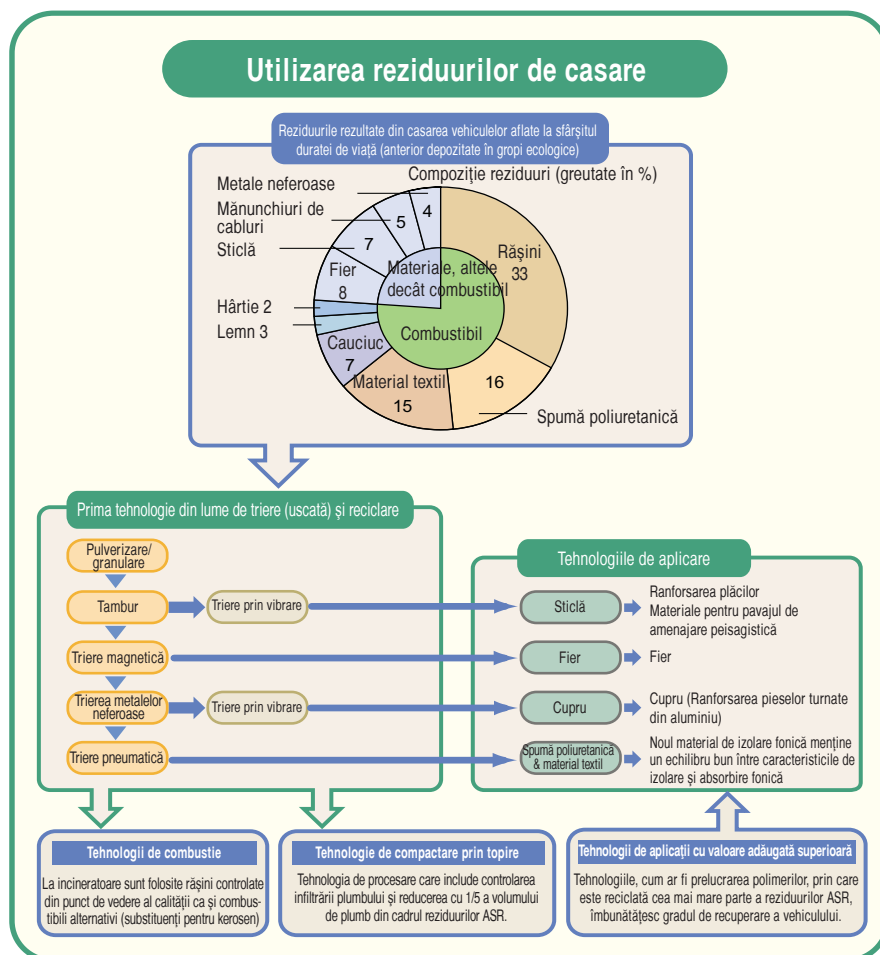 Utilizarea reziduurilor de casare
Reziduurile rezultate din casarea vehiculelor aflate la sfârșitul
duratei de viață (anterior depozitate în gropi ecologice)
Compoziție reziduuri (greutate în %)
Metale neferoase
4
Mănunchiuri de
cabluri
5
Sticlă
7
Fier
8
Hârtie 2
Lemn 3
Cauciuc
7
Material textil
15
16
Spumă poliuretanică
Rășini
33
Materiale, altele
decât combustibil
Combustibil
Prima tehnologie din lume de triere (uscată) și reciclare
Pulverizare/
granulare
Tambur
Triere prin vibrare
Triere magnetică
Trierea metalelor
neferoase
Triere prin vibrare
Triere pneumatică
Tehnologiile de aplicare
Sticlă
Ranforsarea plăcilor
Materiale pentru pavajul de
amenajare peisagistică
Fier
Fier
Cupru
Cupru (Ranforsarea pieselor turnate
din aluminiu)
Spumă poliuretanică
& material textil
Noul material de izolare fonică menține
un echilibru bun între caracteristicile de
izolare și absorbire fonică
Tehnologii de combustie
La incineratoare sunt folosite rășini controlate
din punct de vedere al calității ca și combus-
tibili alternativi (substituenți pentru kerosen)
Tehnologie de compactare prin topire
Tehnologia de procesare care include controlarea
infiltrării plumbului și reducerea cu 1/5 a volumului
de plumb din cadrul reziduurilor ASR.
Tehnologii de aplicații cu valoare adăugată superioară
Tehnologiile, cum ar fi prelucrarea polimerilor, prin care
este reciclată cea mai mare parte a reziduurilor ASR,
îmbunătățesc gradul de recuperare a vehiculului.